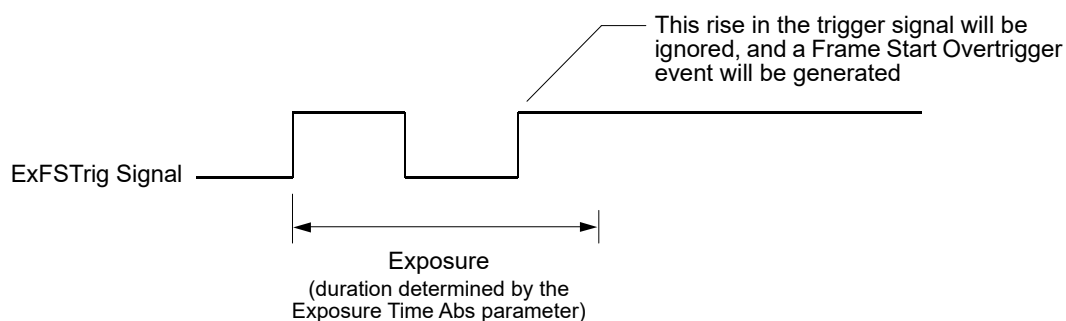 This rise in the trigger signal will be
ignored, and a Frame Start Overtrigger
event will be generated
ExFSTrig Signal
Exposure
(duration determined by the
Exposure Time Abs parameter)